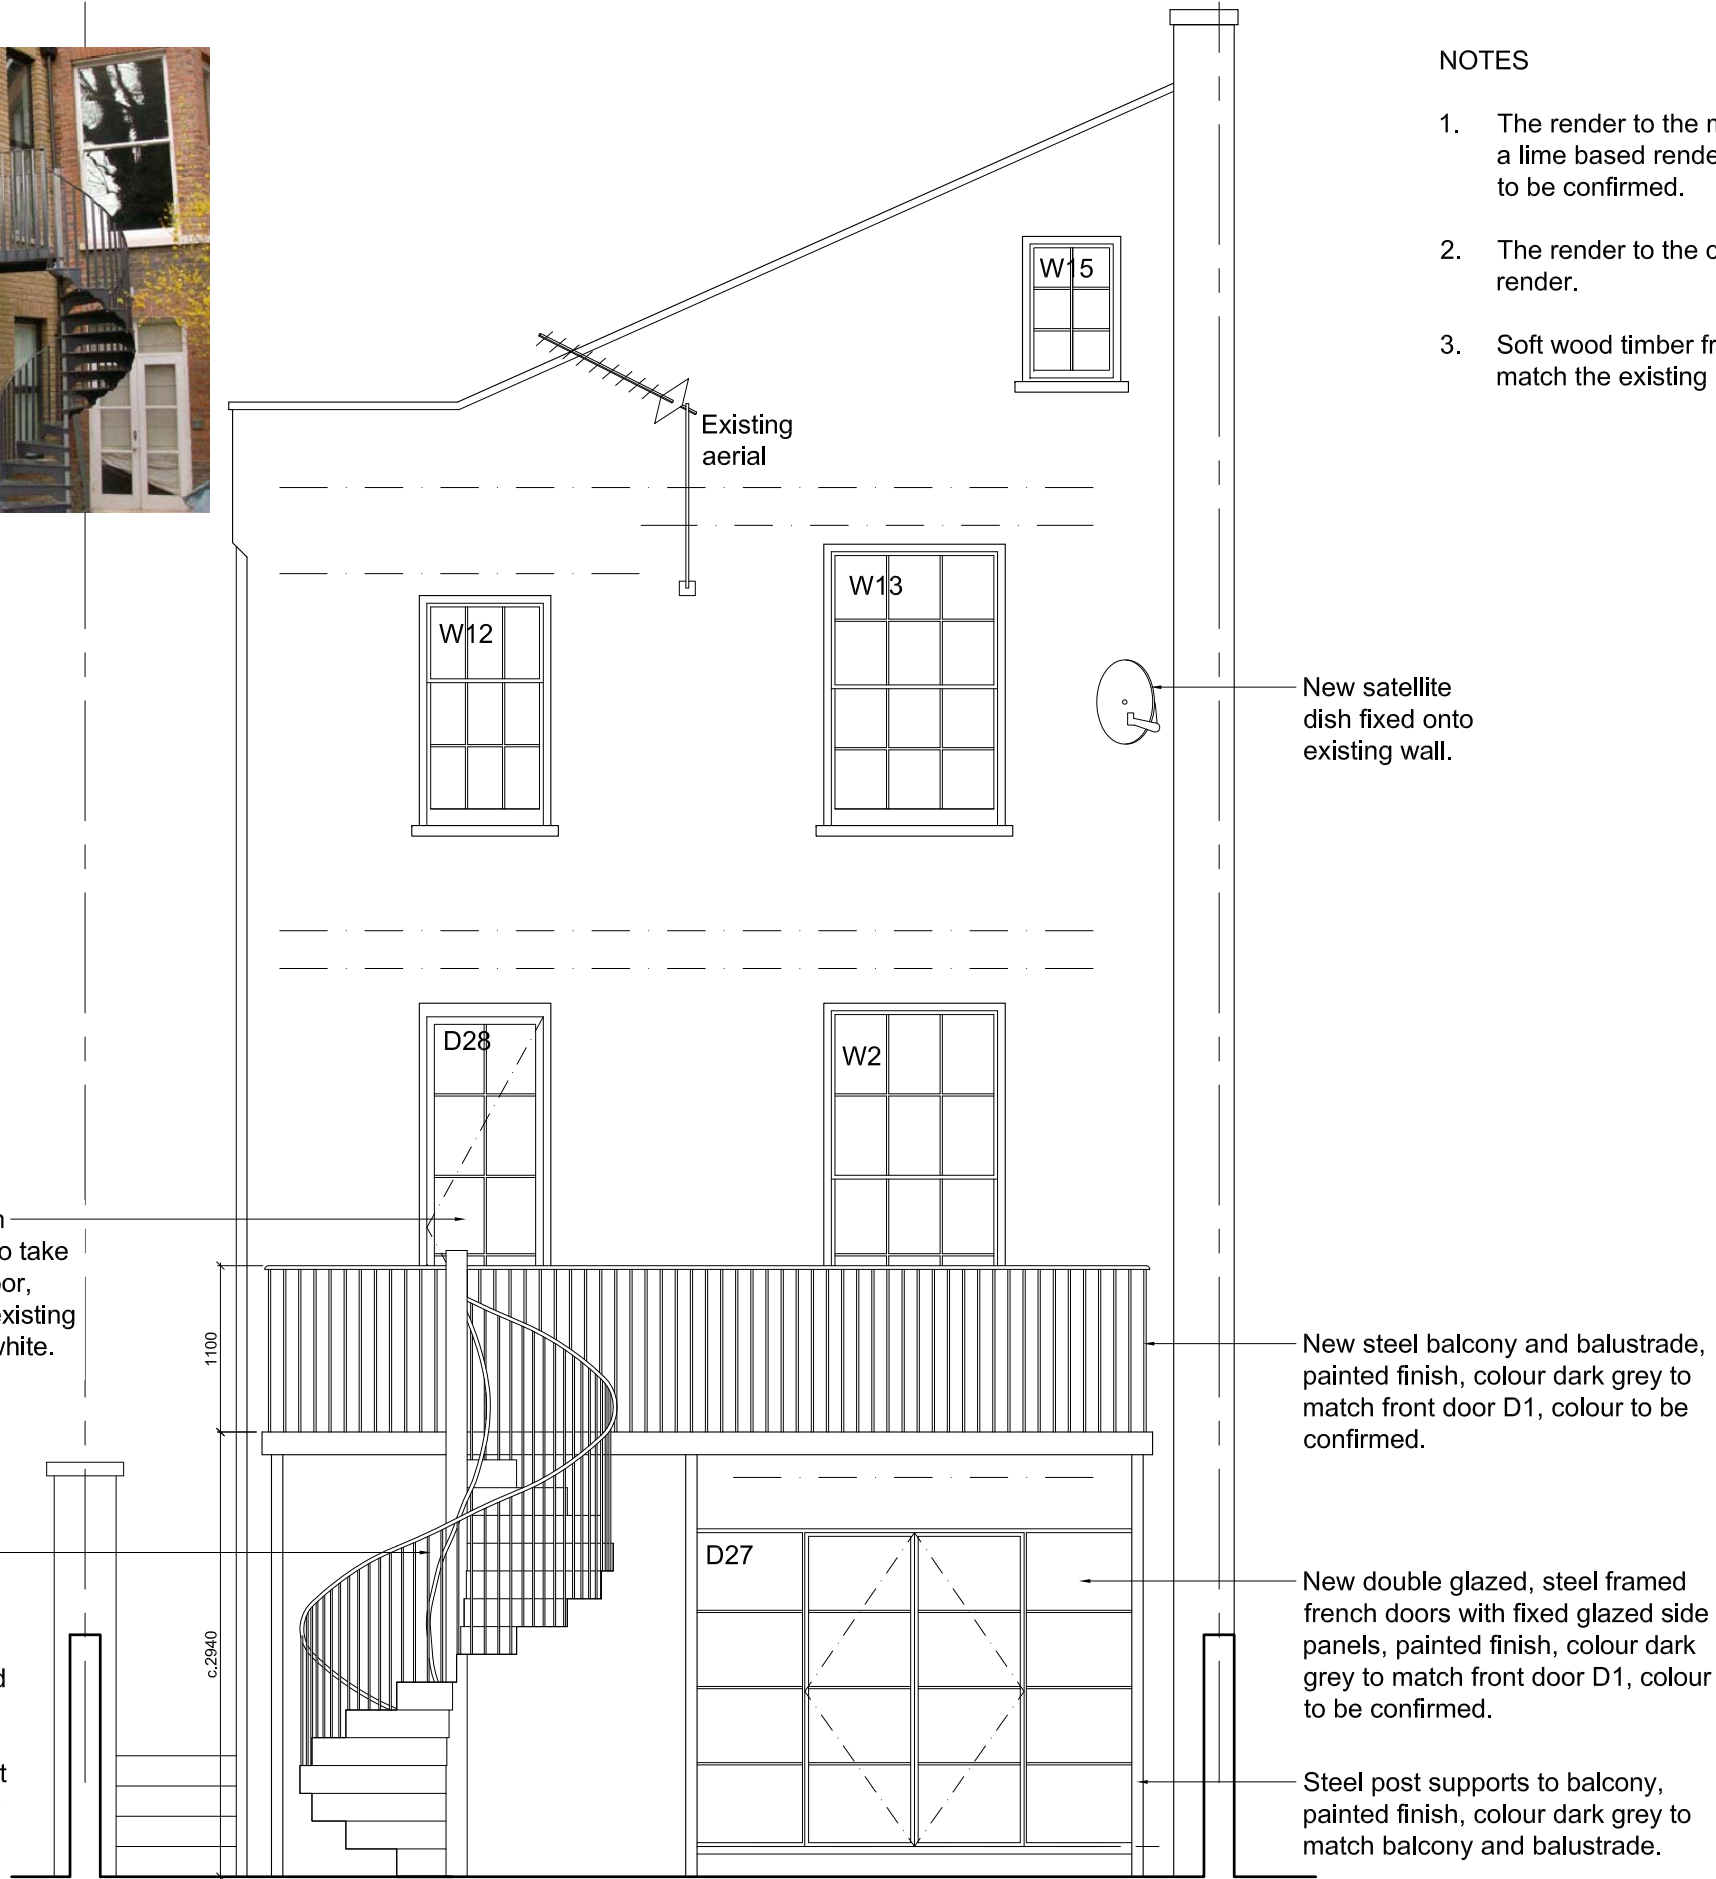 NOTES
1. The render to the
a lime based
to be confirmed.
2. The render to the
render.
3. Soft wood timber
match the existing
W15
Existing
aerial
W13
W12
New satellite
dish fixed onto
existing wall.
D28
W2
to take
existing
white.
1100
New steel balcony and balustrade,
painted finish, colour dark grey to
match front door D1, colour to be
confirmed.
D27
New double glazed, steel framed
french doors with fixed glazed side
panels, painted finish, colour dark
grey to match front door D1, colour
to be confirmed.
c.2940
Steel post supports to balcony,
painted finish, colour dark grey to
match balcony and balustrade.